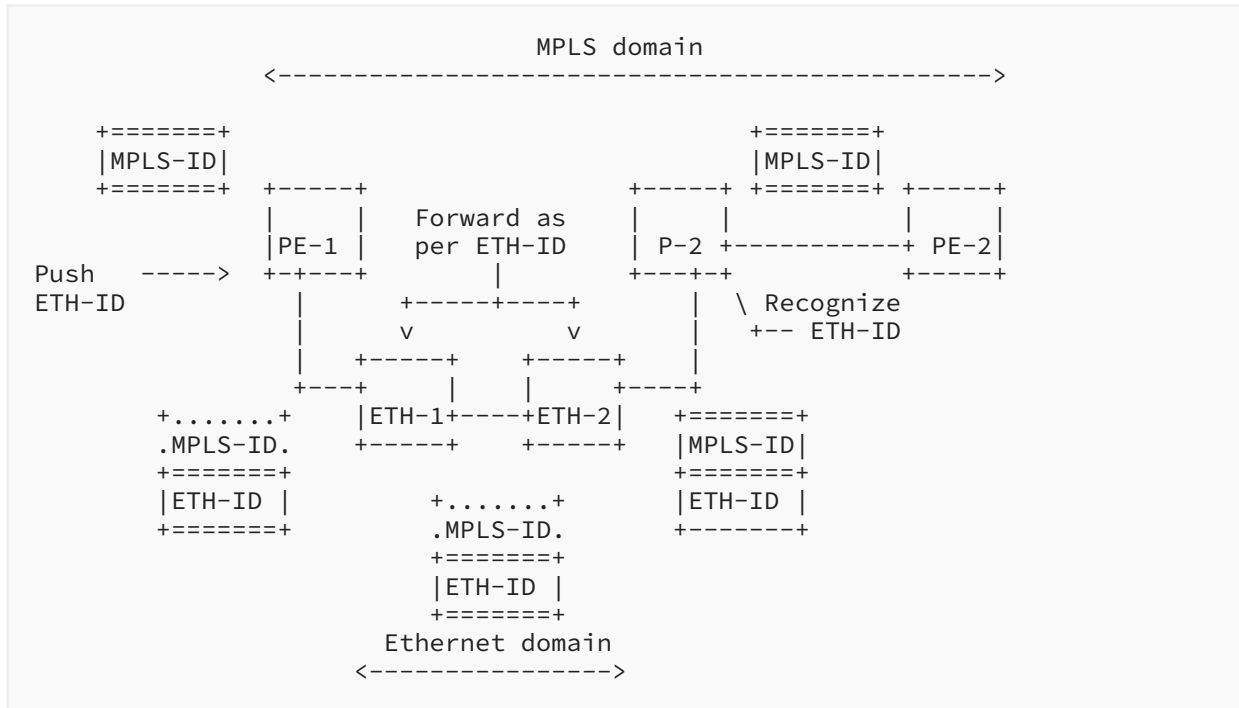 MPLS domain
               <----------------------------------------------->

    +=======+                                  +=======+
    |MPLS-ID|                                  |MPLS-ID|
    +=======+  +-----+                 +-----+ +=======+ +-----+
               |     |   Forward as    |     |           |     |
               |PE-1 |   per ETH-ID    | P-2 +-----------+ PE-2|
Push   ----->  +-+---+        |        +---+-+           +-----+
ETH-ID           |      +-----+----+       |  \ Recognize
                 |      v          v       |   +-- ETH-ID
                 |   +-----+    +-----+    |
                 +---+     |    |     +----+
        +.......+    |ETH-1+----+ETH-2|   +=======+
        .MPLS-ID.    +-----+    +-----+   |MPLS-ID|
        +=======+                         +=======+
        |ETH-ID |         +.......+       |ETH-ID |
        +=======+         .MPLS-ID.       +-------+
                          +=======+
                          |ETH-ID |
                          +=======+
                       Ethernet domain
                     <---------------->